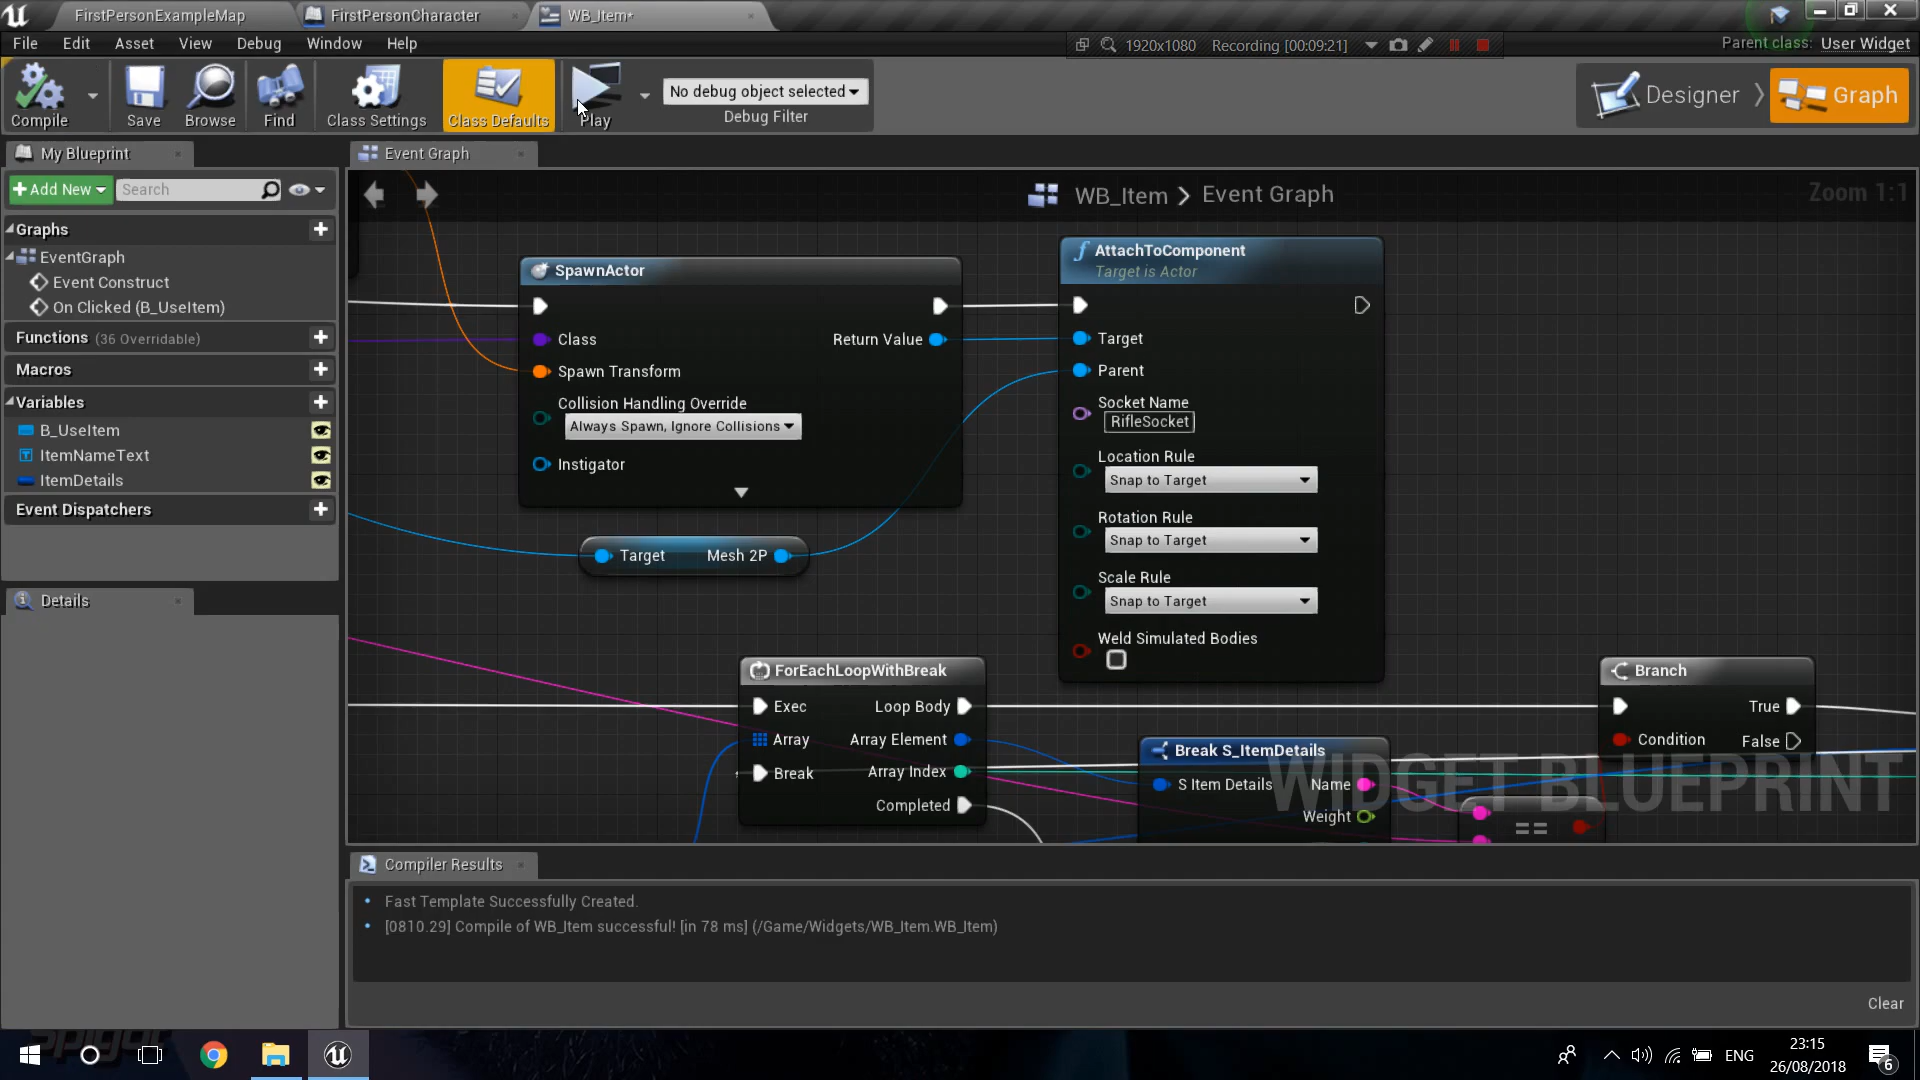 FirstPersonExampleMap
FirstPersonCharacter
WB_Item*
File Edit Asset View Debug Window Help
1920x1080 Recording [00:09:21]
Parent class: User Widget
Compile
Save
Browse
Find
Class Settings
Class Defaults
Play
No debug object selected
Debug Filter
Designer
Graph
My Blueprint
Event Graph
Add New
Search
WB_Item > Event Graph
Zoom 1:1
Graphs
EventGraph
Event Construct
On Clicked (B_UseItem)
Functions (36 Overridable)
Macros
Variables
B_UseItem
ItemNameText
ItemDetails
Event Dispatchers
Details
SpawnActor
Class
Return Value
Spawn Transform
Collision Handling Override
Always Spawn, Ignore Collisions
Instigator
Target Mesh 2P
AttachToComponent
Target is Actor
Target
Parent
Socket Name
RifleSocket
Location Rule
Snap to Target
Rotation Rule
Snap to Target
Scale Rule
Snap to Target
Weld Simulated Bodies
ForEachLoopWithBreak
Exec Loop Body
Array Array Element
Break Array Index
Completed
Break S_ItemDetails
S Item Details Name
Weight
Branch
True
Condition False
==
WIDGET BLUEPRINT
Compiler Results
Fast Template Successfully Created.
[0810.29] Compile of WB_Item successful! [in 78 ms] (/Game/Widgets/WB_Item.WB_Item)
Clear
ENG
23:15
26/08/2018
6